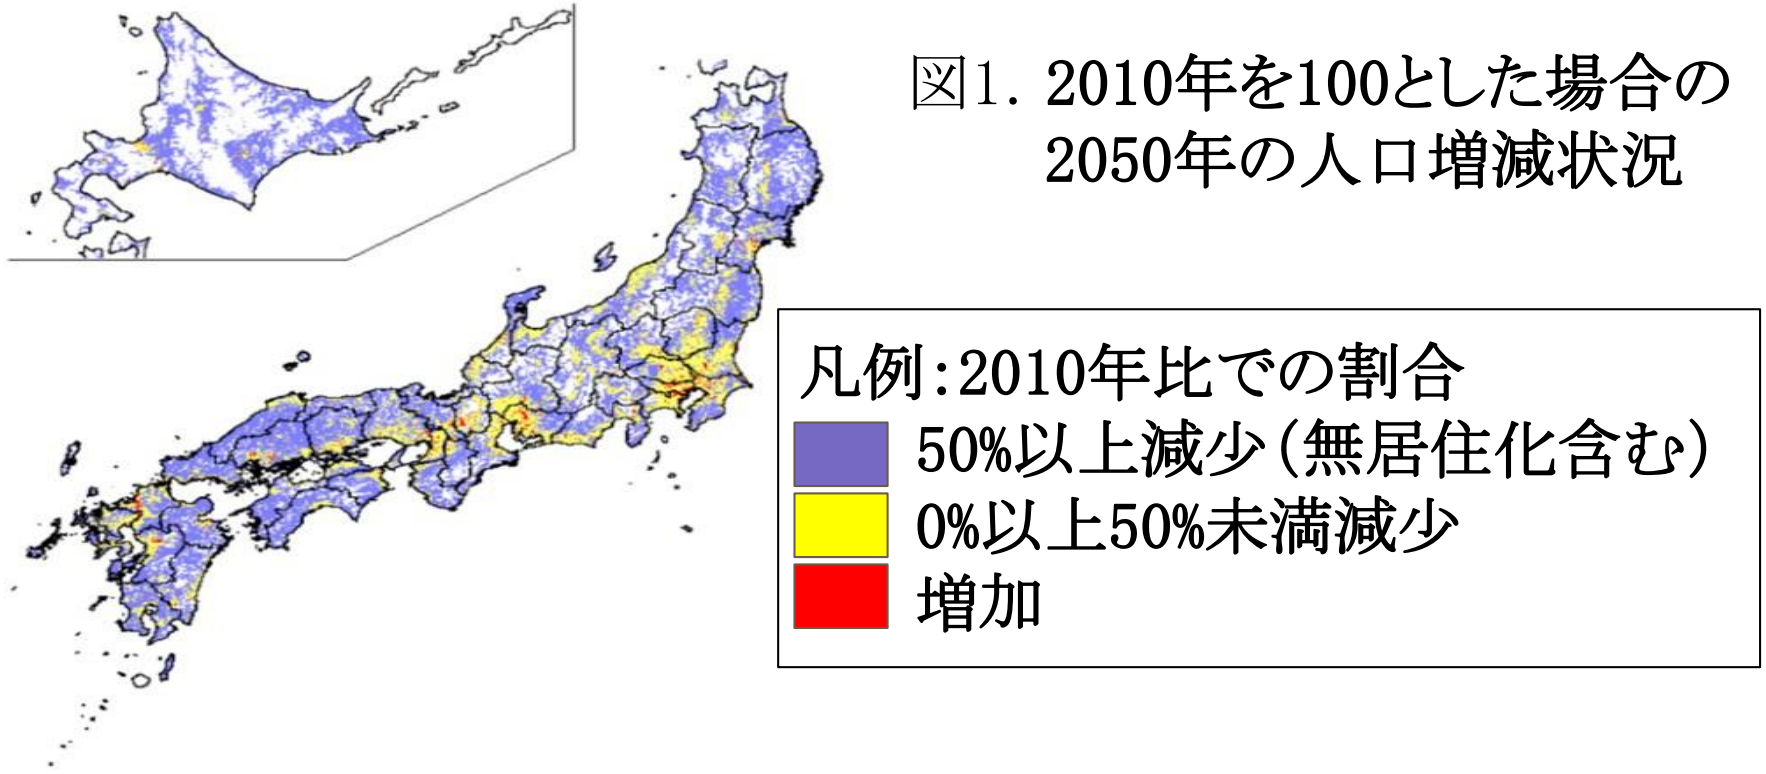 図1. 2010年を100とした場合の
2050年の人口増減状況
凡例:2010年比での割合
50%以上減少(無居住化含む)
0%以上50%未満減少
増加